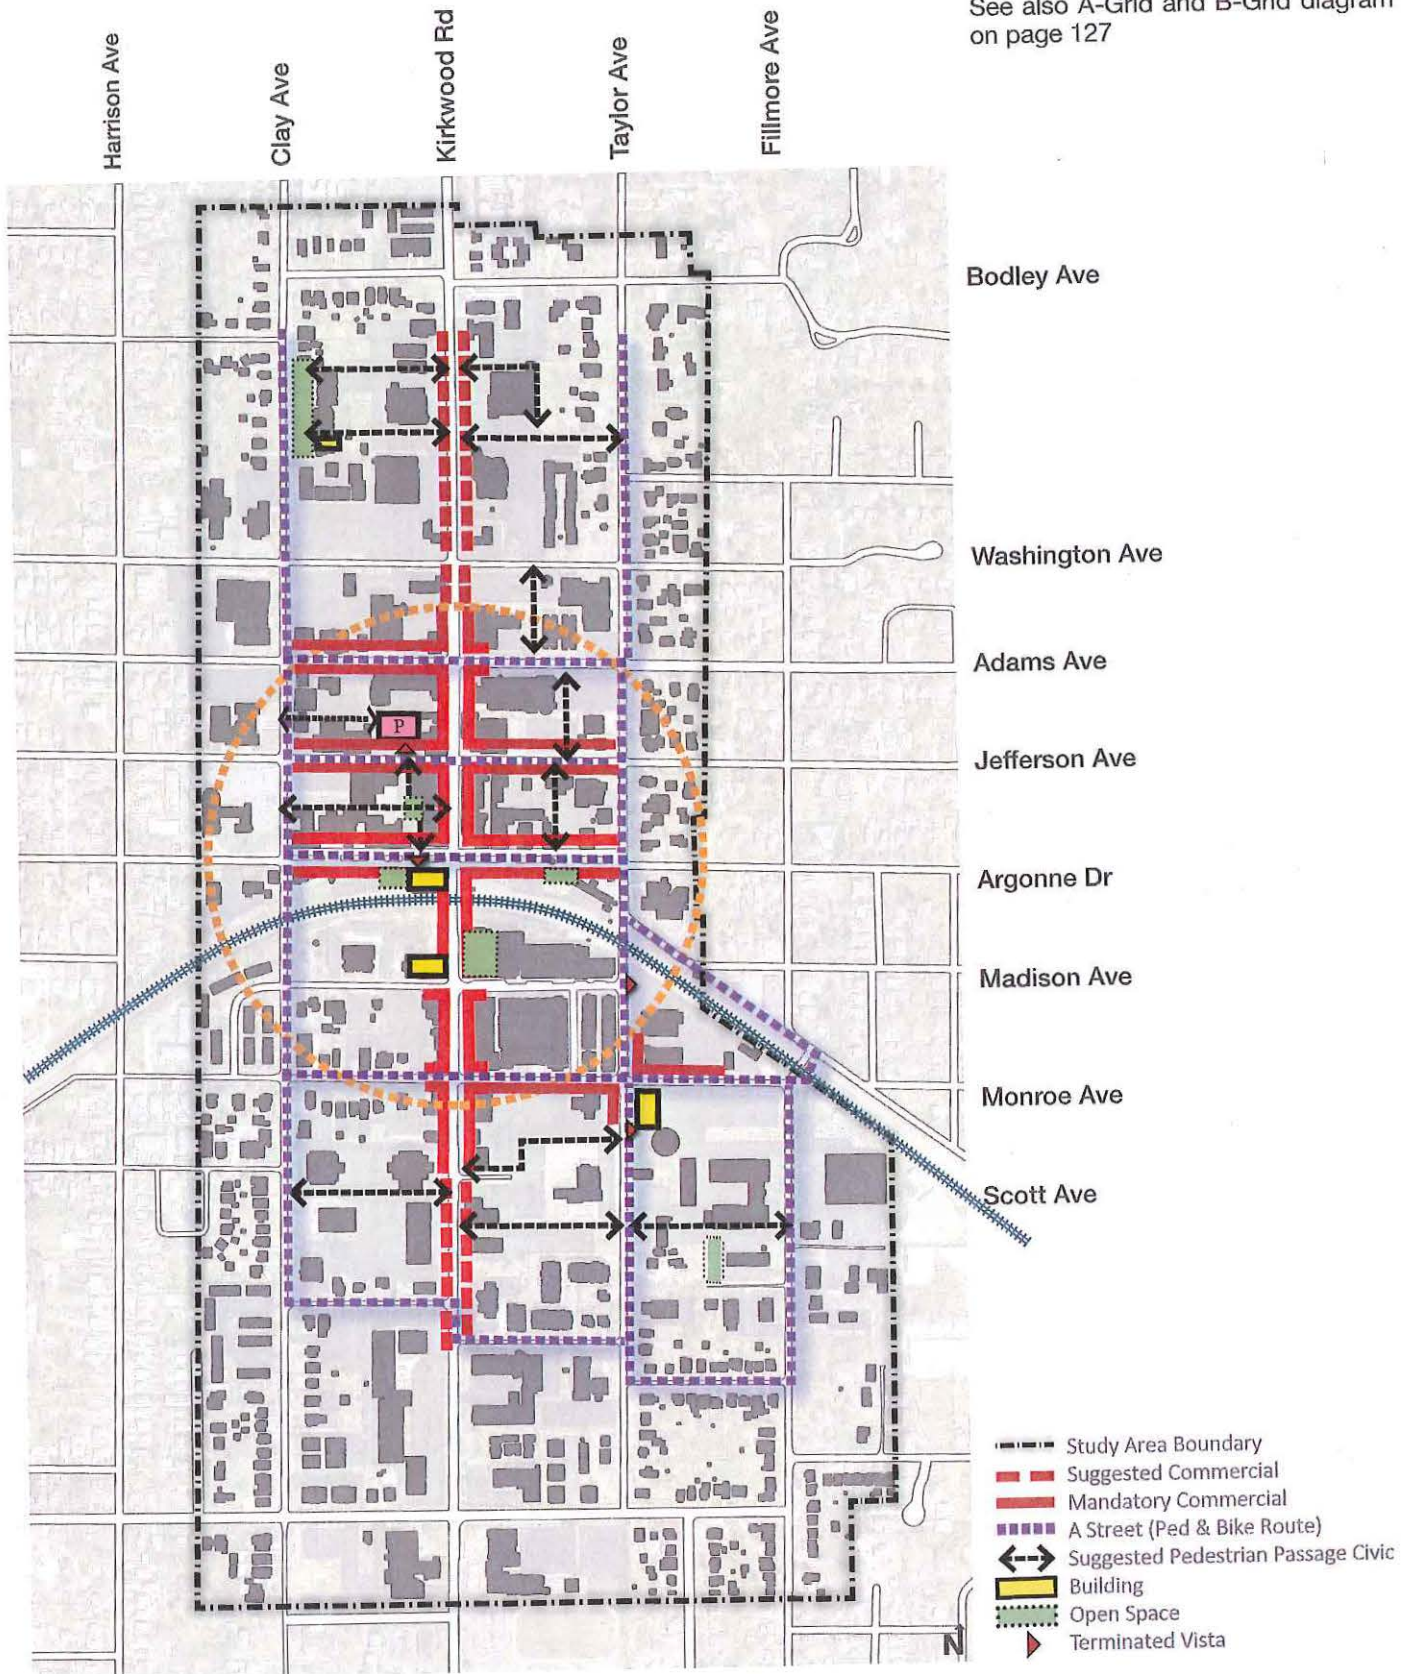 See also A-Grid and B-Grid diagram
on page 127
Harrison Ave
Clay Ave
Kirkwood Rd
Taylor Ave
Fillmore Ave
Bodley Ave
Washington Ave
Adams Ave
P
Jefferson Ave
Argonne Dr
Madison Ave
Monroe Ave
Scott Ave
Study Area Boundary
Suggested Commercial
Mandatory Commercial
A Street (Ped & Bike Route)
Suggested Pedestrian Passage Civic
Building
Open Space
Terminated Vista
N